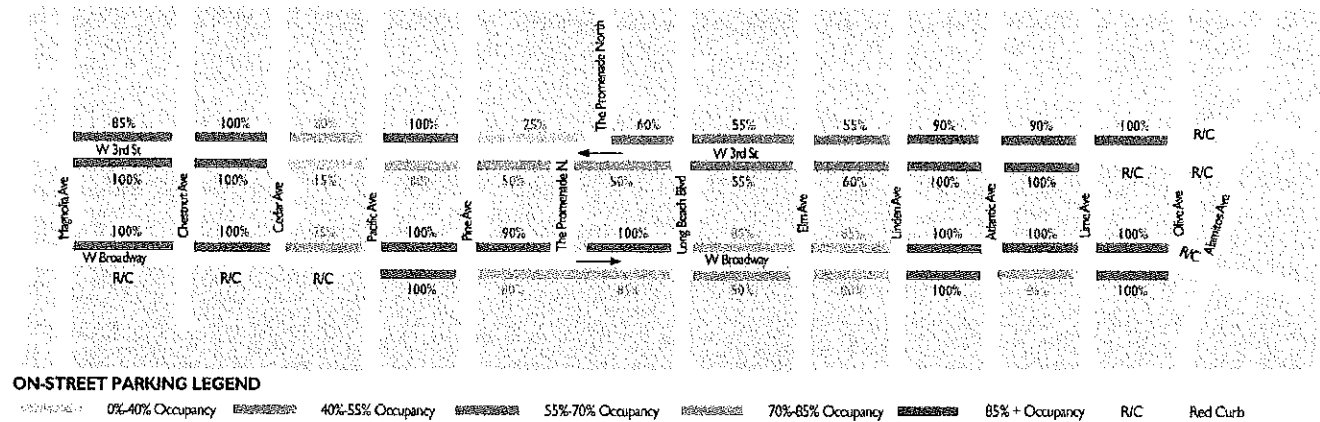 The Promenade North
85% 100% 100% 25% 60% 55% 55% 90% 90% 100%
R/C
W 3rd St W 3rd St
100% 100% 15% 50% 50% 55% 60% 100% 100% R/C R/C
Magnolia Ave Chestnut Ave Cedar Ave Pacific Ave Pine Ave The Promenade N. Long Beach Blvd Elm Ave Linden Ave Atlantic Ave Lime Ave Olive Ave Alamitos Ave
100% 100% 75% 100% 90% 100% 100% 100% 100%
W Broadway W Broadway R/C
R/C R/C R/C 100% 85% 50% 100% 100%
ON-STREET PARKING LEGEND
0%-40% Occupancy 40%-55% Occupancy 55%-70% Occupancy 70%-85% Occupancy 85% + Occupancy R/C Red Curb